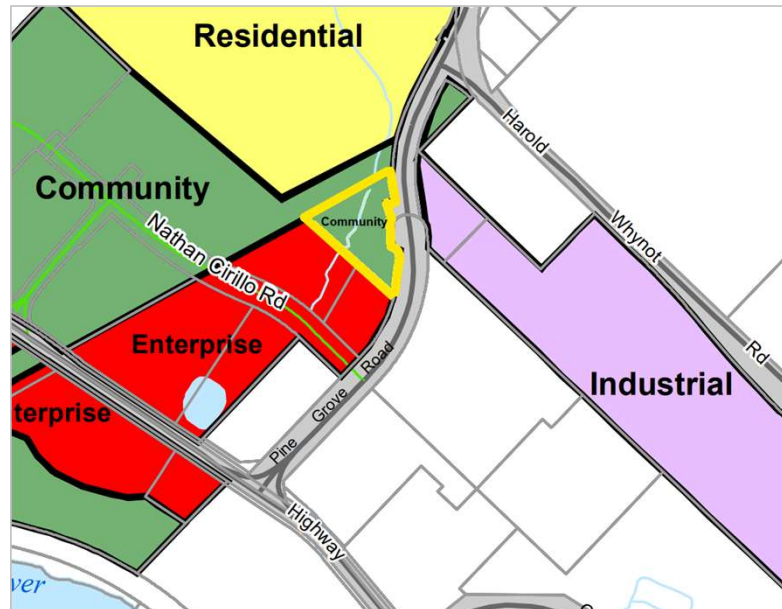 Residential
Community
Community
Nathan Cirillo Rd
Harold
Whynot
Rd
Enterprise
terprise
Industrial
Pine
Grove
Road
Highway
ver